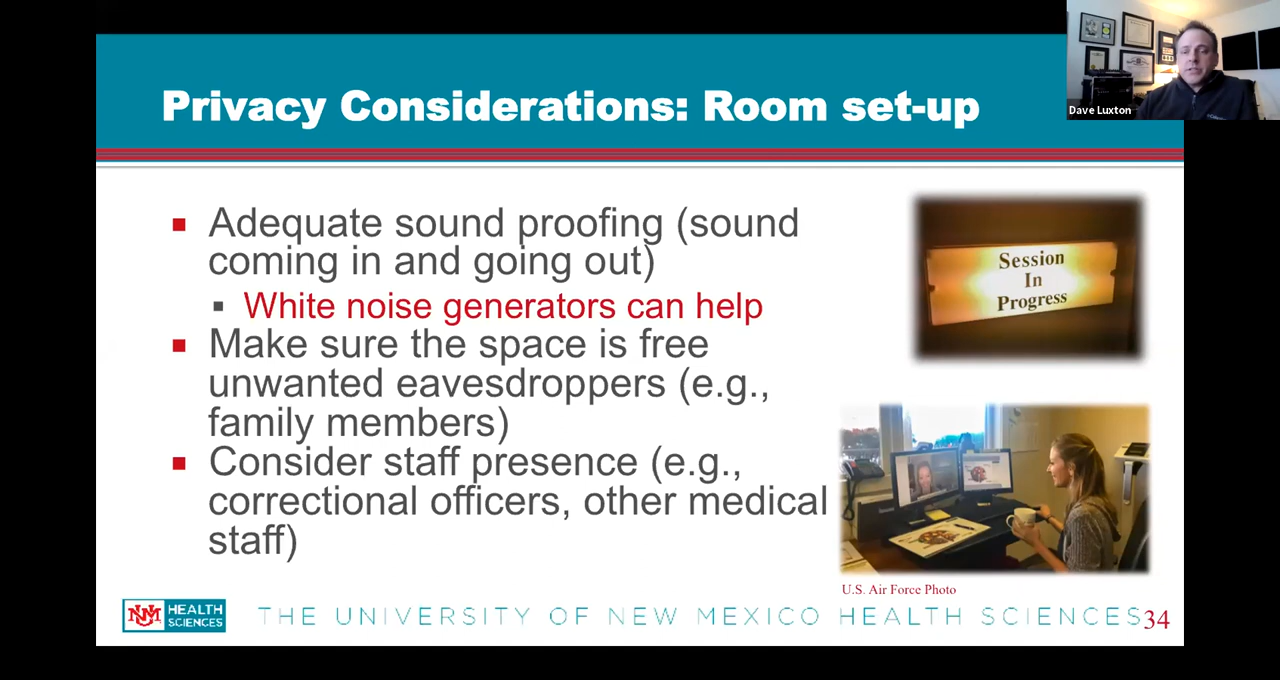 Privacy Considerations: Room set-up
Dave Luxton
▪ Adequate sound proofing (sound
coming in and going out)
▪ White noise generators can help
▪ Make sure the space is free
unwanted eavesdroppers (e.g.,
family members)
▪ Consider staff presence (e.g.,
correctional officers, other medical
staff)
Session
In
Progress
U.S. Air Force Photo
UNM HEALTH
SCIENCES
THE UNIVERSITY OF NEW MEXICO HEALTH SCIENCES
34